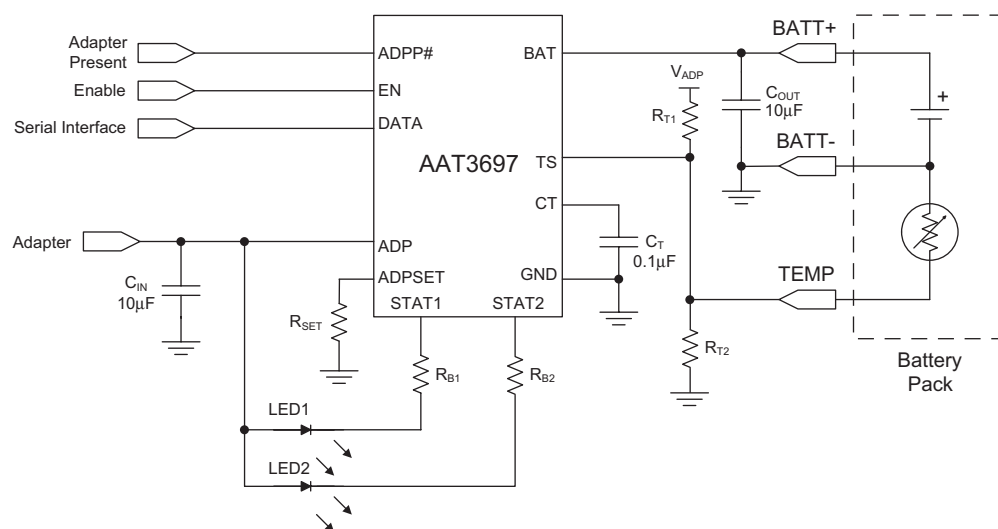 Adapter
Present
Enable
Serial Interface
Adapter
C_IN
10μF
ADPP#
EN
DATA
AAT3697
ADP
ADPSET
STAT1
STAT2
BAT
TS
CT
GND
R_SET
R_B1
R_B2
LED1
LED2
C_T
0.1μF
V_ADP
R_T1
R_T2
C_OUT
10μF
BATT+
BATT-
TEMP
+
Battery
Pack